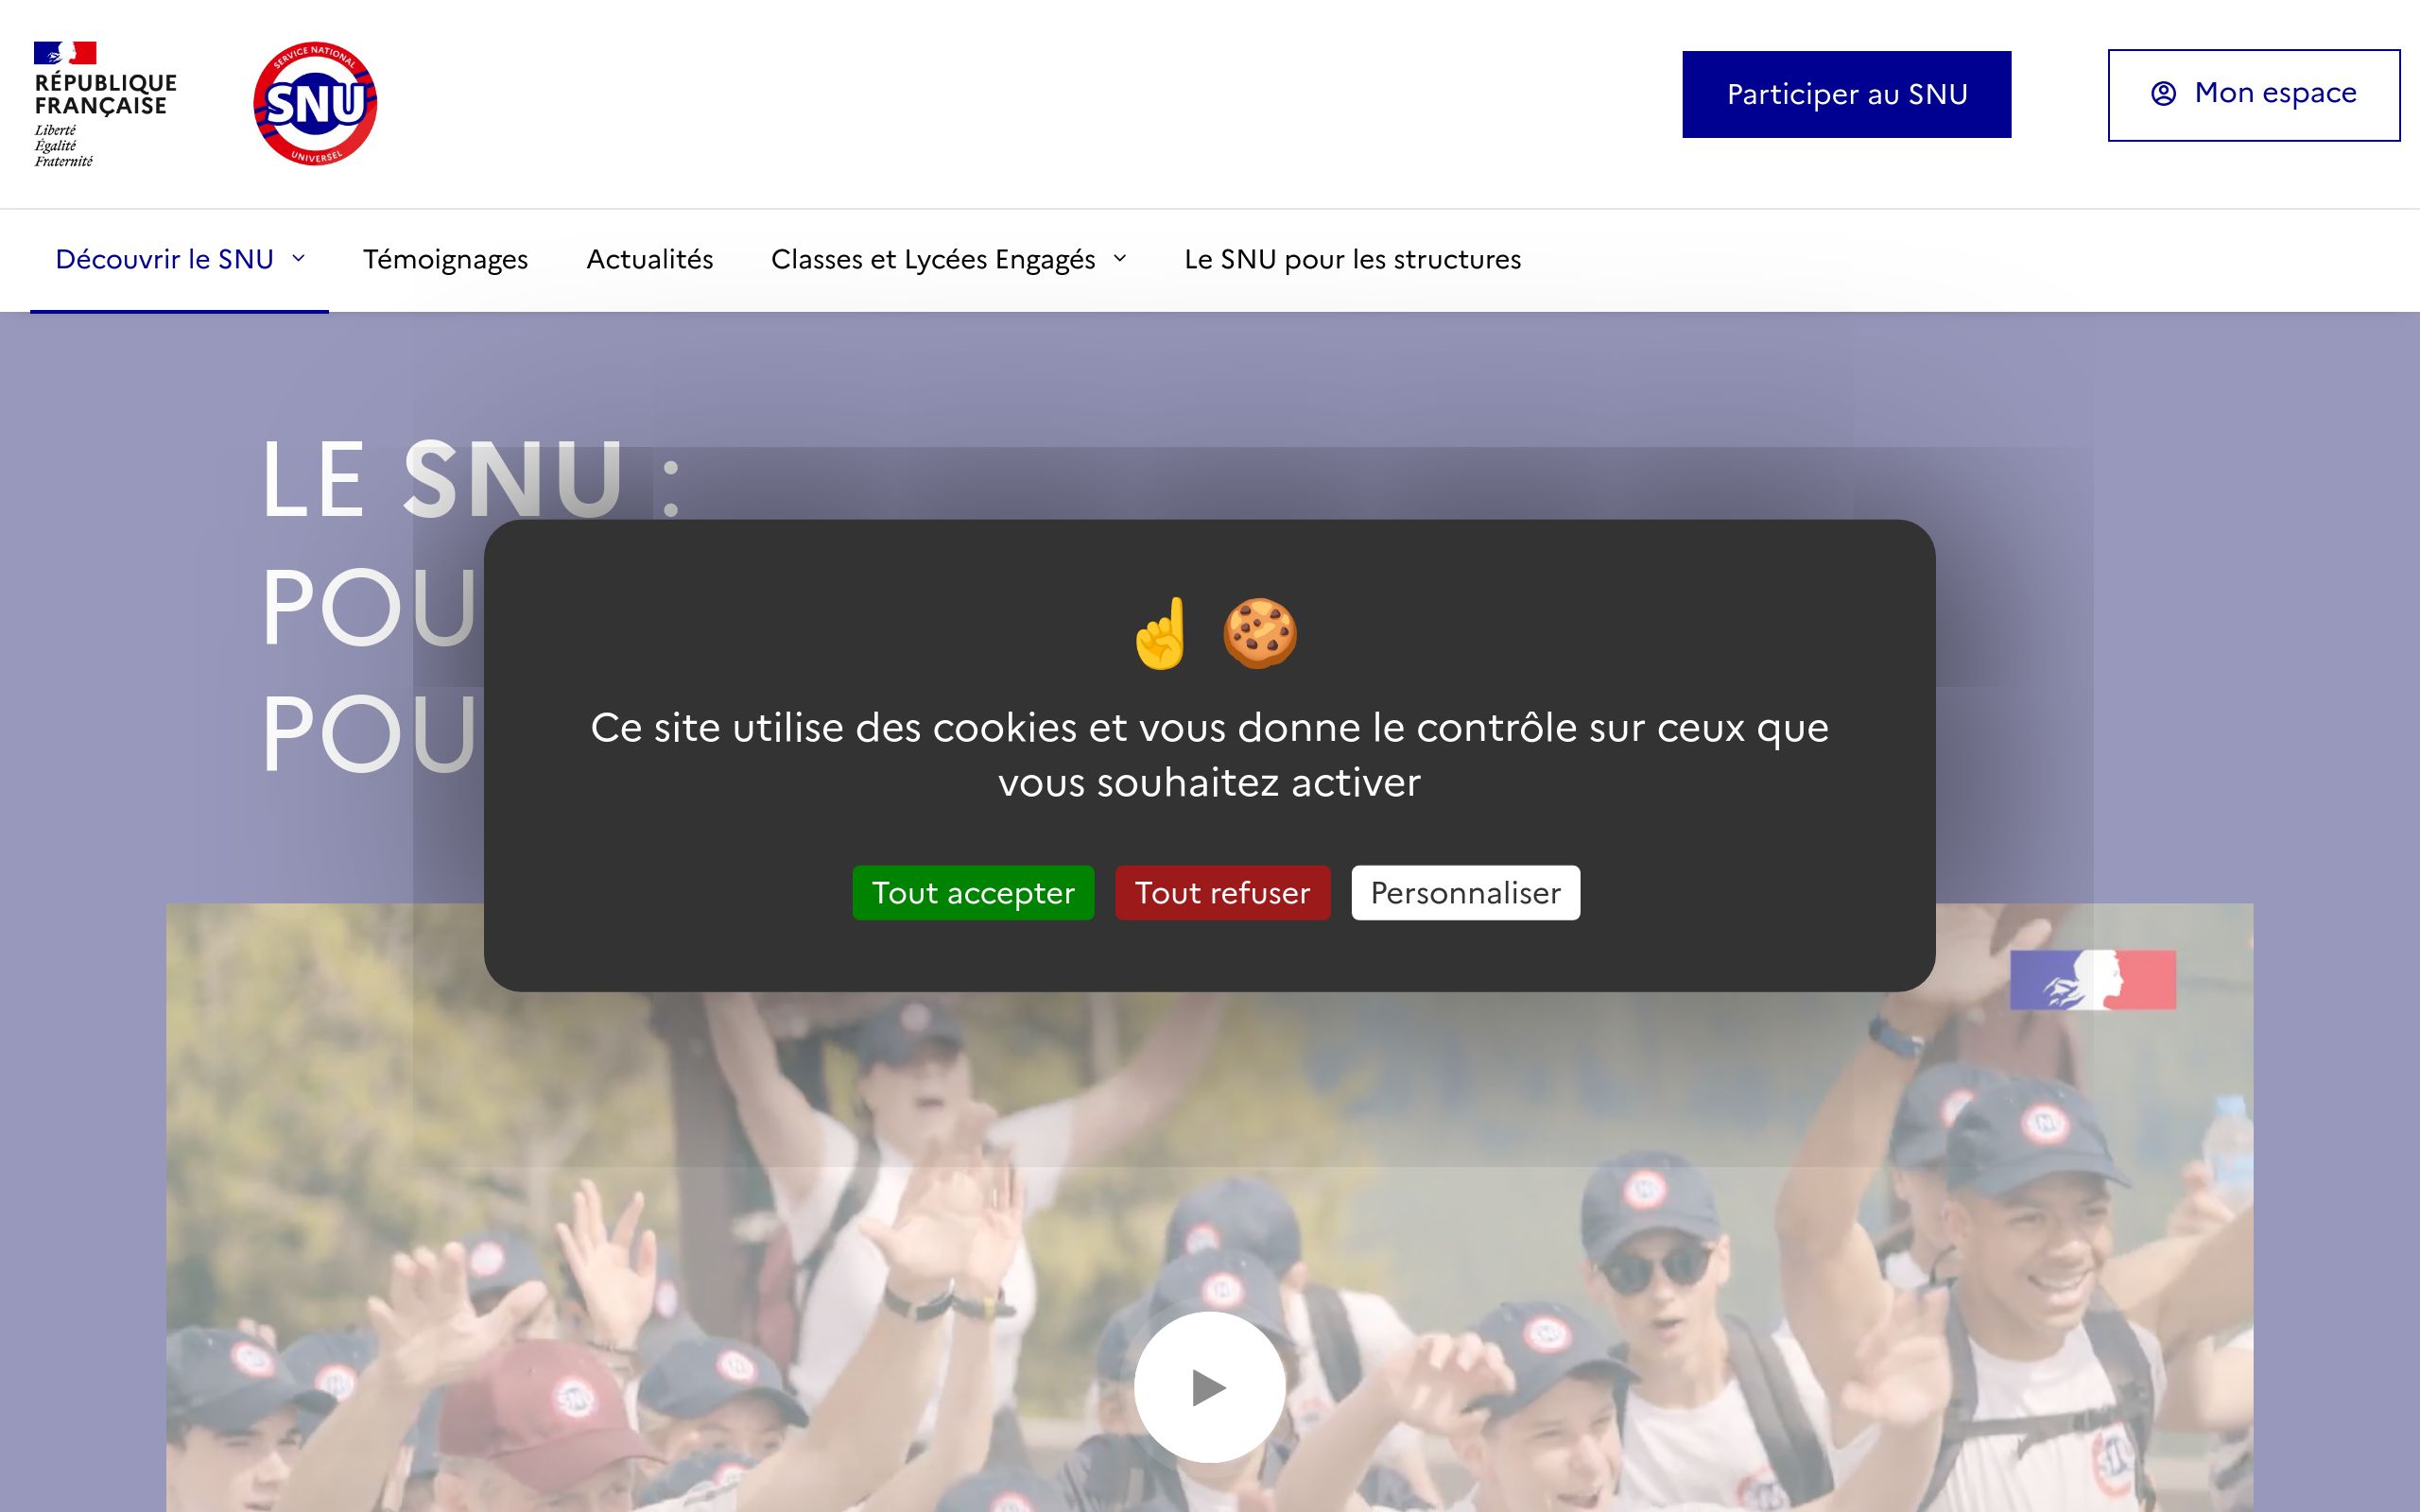 RÉPUBLIQUE
FRANÇAISE
Liberté
Égalité
Fraternité
SERVICE NATIONAL
SNU
UNIVERSEL
Participer au SNU
Mon espace
Découvrir le SNU
Témoignages
Actualités
Classes et Lycées Engagés
Le SNU pour les structures
LE SNU :
POU
POU
Ce site utilise des cookies et vous donne le contrôle sur ceux que
vous souhaitez activer
Tout accepter
Tout refuser
Personnaliser